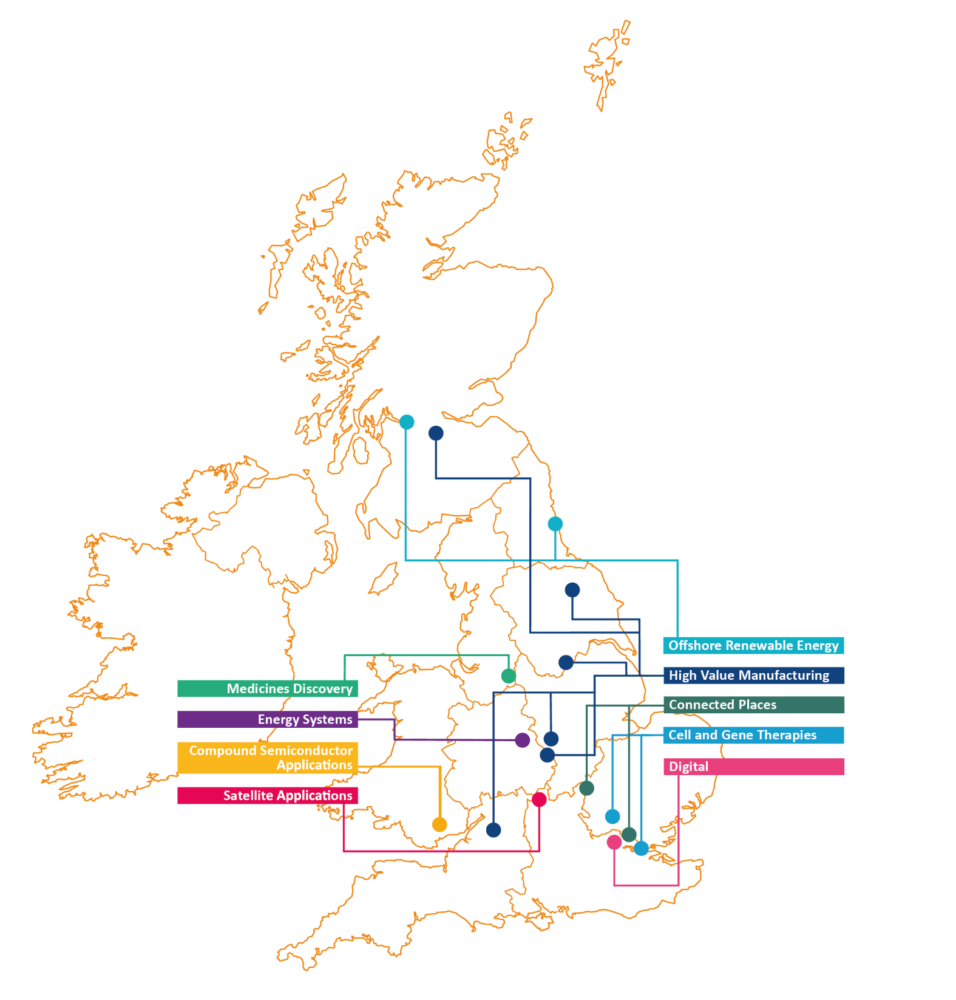 Offshore Renewable Energy
High Value Manufacturing
Medicines Discovery
Connected Places
Energy Systems
Cell and Gene Therapies
Compound Semiconductor
Applications
Digital
Satellite Applications